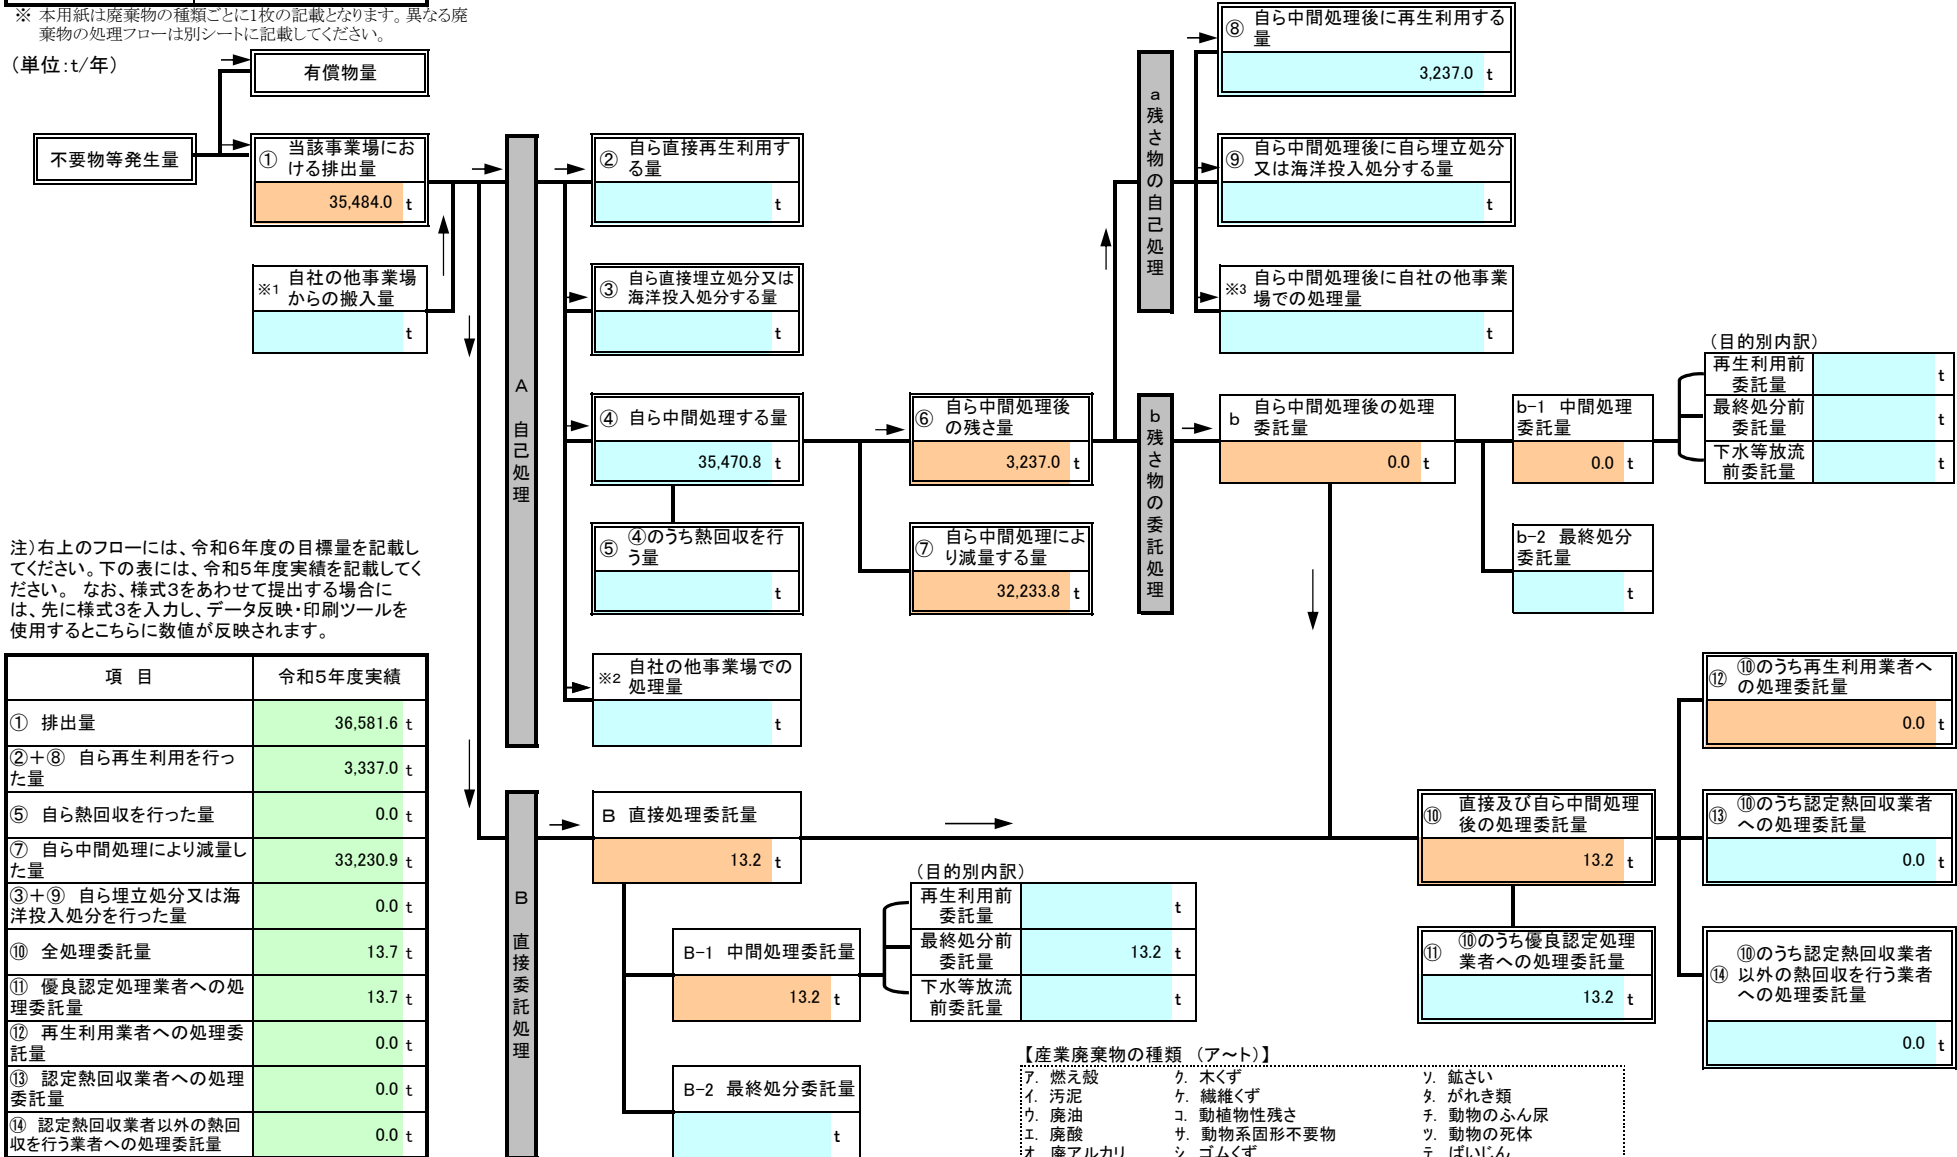 ※ 本用紙は廃棄物の種類ごとに1枚の記載となります。異なる廃
棄物の処理フローは別シートに記載してください。
(単位:t/年)
有償物量
不要物等発生量
① 当該事業場にお
ける排出量
35,484.0 t
※1 自社の他事業場
からの搬入量
t
A 自己処理
② 自ら直接再生利用す
る量
t
③ 自ら直接埋立処分又は
海洋投入処分する量
t
④ 自ら中間処理する量
35,470.8 t
⑤ ④のうち熱回収を行
う量
t
※2 自社の他事業場での
処理量
t
⑥ 自ら中間処理後
の残さ量
3,237.0 t
⑦ 自ら中間処理によ
り減量する量
32,233.8 t
a 残さ物の自己処理
⑧ 自ら中間処理後に再生利用する
量
3,237.0 t
⑨ 自ら中間処理後に自ら埋立処分
又は海洋投入処分する量
t
※3 自ら中間処理後に自社の他事業
場での処理量
t
b 残さ物の委託処理
b 自ら中間処理後の処理
委託量
0.0 t
b-1 中間処理
委託量
0.0 t
b-2 最終処分
委託量
t
(目的別内訳)
再生利用前
委託量 t
最終処分前
委託量 t
下水等放流
前委託量 t
注)右上のフローには、令和6年度の目標量を記載し
てください。下の表には、令和5年度実績を記載してく
ださい。 なお、様式3をあわせて提出する場合に
は、先に様式3を入力し、データ反映・印刷ツールを
使用するとこちらに数値が反映されます。
項 目 令和5年度実績
① 排出量 36,581.6 t
②+⑧ 自ら再生利用を行っ
た量 3,337.0 t
⑤ 自ら熱回収を行った量 0.0 t
⑦ 自ら中間処理により減量し
た量 33,230.9 t
③+⑨ 自ら埋立処分又は海
洋投入処分を行った量 0.0 t
⑩ 全処理委託量 13.7 t
⑪ 優良認定処理業者への処
理委託量 13.7 t
⑫ 再生利用業者への処理委
託量 0.0 t
⑬ 認定熱回収業者への処理
委託量 0.0 t
⑭ 認定熱回収業者以外の熱回
収を行う業者への処理委託量 0.0 t
B 直接委託処理
B 直接処理委託量
13.2 t
B-1 中間処理委託量
13.2 t
B-2 最終処分委託量
t
(目的別内訳)
再生利用前
委託量 t
最終処分前
委託量 13.2 t
下水等放流
前委託量 t
⑩ 直接及び自ら中間処理
後の処理委託量
13.2 t
⑪ ⑩のうち優良認定処理
業者への処理委託量
13.2 t
⑫ ⑩のうち再生利用業者へ
の処理委託量
0.0 t
⑬ ⑩のうち認定熱回収業者
への処理委託量
0.0 t
⑭ ⑩のうち認定熱回収業者
以外の熱回収を行う業者
への処理委託量
0.0 t
【産業廃棄物の種類 (ア~ト)】
ア. 燃え殻 ク. 木くず ソ. 鉱さい
イ. 汚泥 ケ. 繊維くず タ. がれき類
ウ. 廃油 コ. 動植物性残さ チ. 動物のふん尿
エ. 廃酸 サ. 動物系固形不要物 ツ. 動物の死体
オ. 廃アルカリ シ. ゴムくず テ. ばいじん